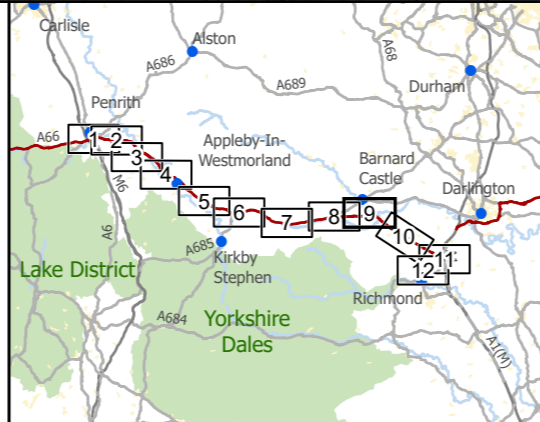 Carlisle
Alston
A686
A68
A689
Durham
Penrith
A66
1
2
3
4
Appleby-In-
Westmorland
Barnard
Castle
Darlington
M6
5
6
7
8
9
10
11
12
A6
A685
Kirkby
Stephen
Lake District
Richmond
A684
Yorkshire
Dales
A1(M)